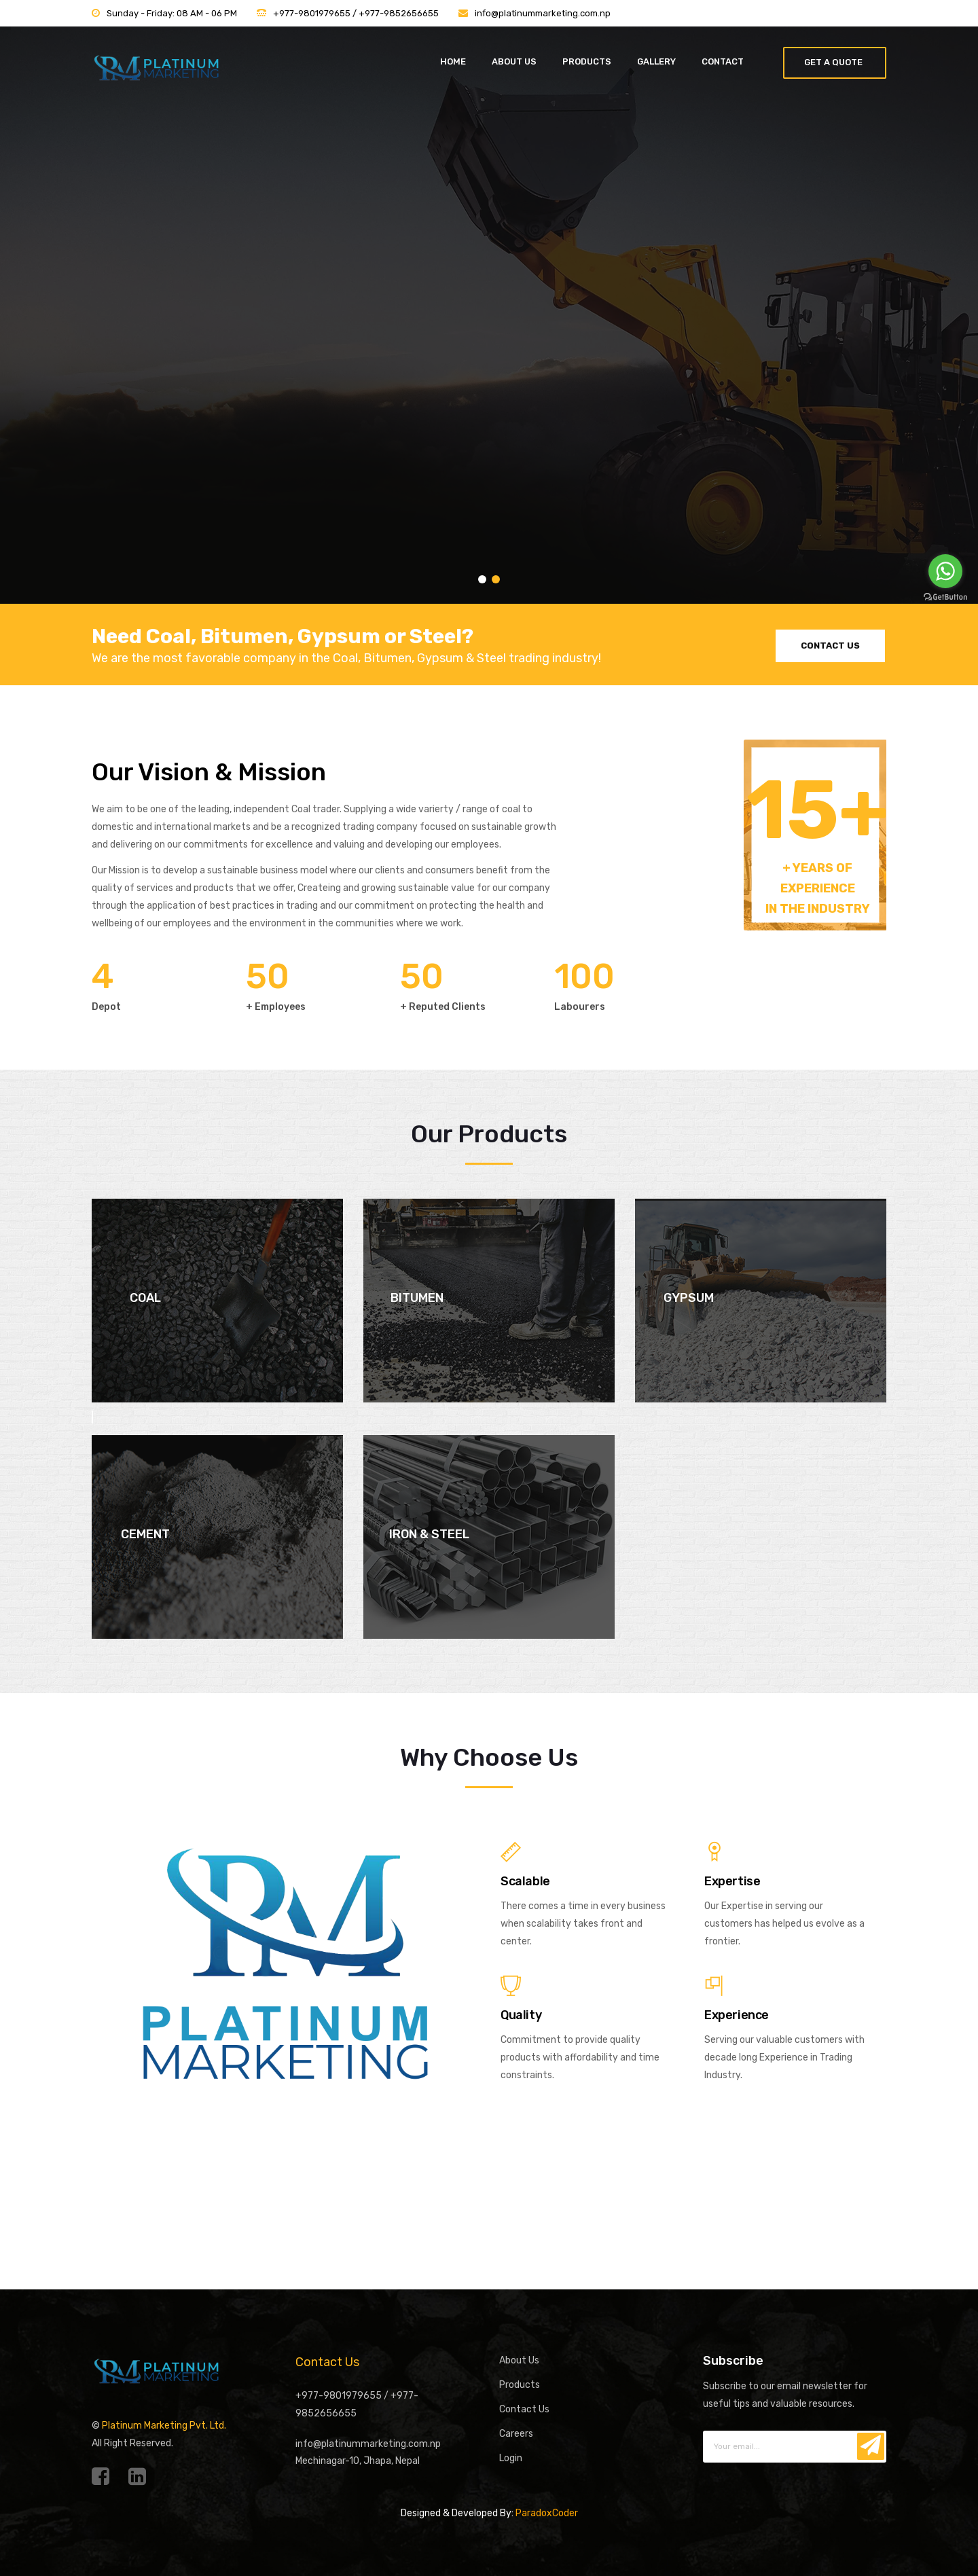 Sunday - Friday: 08 AM - 06 PM
+977-9801979655 / +977-9852656655
info@platinummarketing.com.np
PLATINUM
MARKETING
HOME
ABOUT US
PRODUCTS
GALLERY
CONTACT
GET A QUOTE
GetButton
Need Coal, Bitumen, Gypsum or Steel?
We are the most favorable company in the Coal, Bitumen, Gypsum & Steel trading industry!
CONTACT US
Our Vision & Mission
We aim to be one of the leading, independent Coal trader. Supplying a wide varierty / range of coal to
domestic and international markets and be a recognized trading company focused on sustainable growth
and delivering on our commitments for excellence and valuing and developing our employees.
Our Mission is to develop a sustainable business model where our clients and consumers benefit from the
quality of services and products that we offer, Createing and growing sustainable value for our company
through the application of best practices in trading and our commitment on protecting the health and
wellbeing of our employees and the environment in the communities where we work.
15+
+ YEARS OF
EXPERIENCE
IN THE INDUSTRY
4
Depot
50
+ Employees
50
+ Reputed Clients
100
Labourers
Our Products
COAL
BITUMEN
GYPSUM
CEMENT
IRON & STEEL
Why Choose Us
PM
PLATINUM
MARKETING
Scalable
There comes a time in every business
when scalability takes front and
center.
Expertise
Our Expertise in serving our
customers has helped us evolve as a
frontier.
Quality
Commitment to provide quality
products with affordability and time
constraints.
Experience
Serving our valuable customers with
decade long Experience in Trading
Industry.
PLATINUM
MARKETING
© Platinum Marketing Pvt. Ltd.
All Right Reserved.
Contact Us
+977-9801979655 / +977-
9852656655
info@platinummarketing.com.np
Mechinagar-10, Jhapa, Nepal
About Us
Products
Contact Us
Careers
Login
Subscribe
Subscribe to our email newsletter for
useful tips and valuable resources.
Your email...
Designed & Developed By: ParadoxCoder